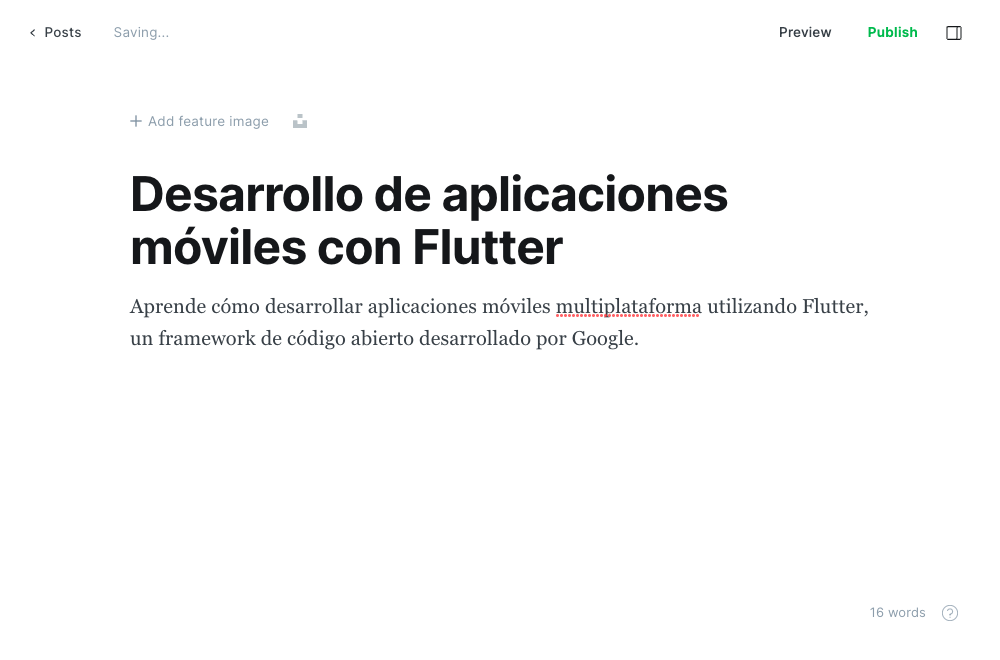 Posts
Saving...
Preview
Publish
Add feature image
Desarrollo de aplicaciones
móviles con Flutter
Aprende cómo desarrollar aplicaciones móviles multiplataforma utilizando Flutter,
un framework de código abierto desarrollado por Google.
16 words
?